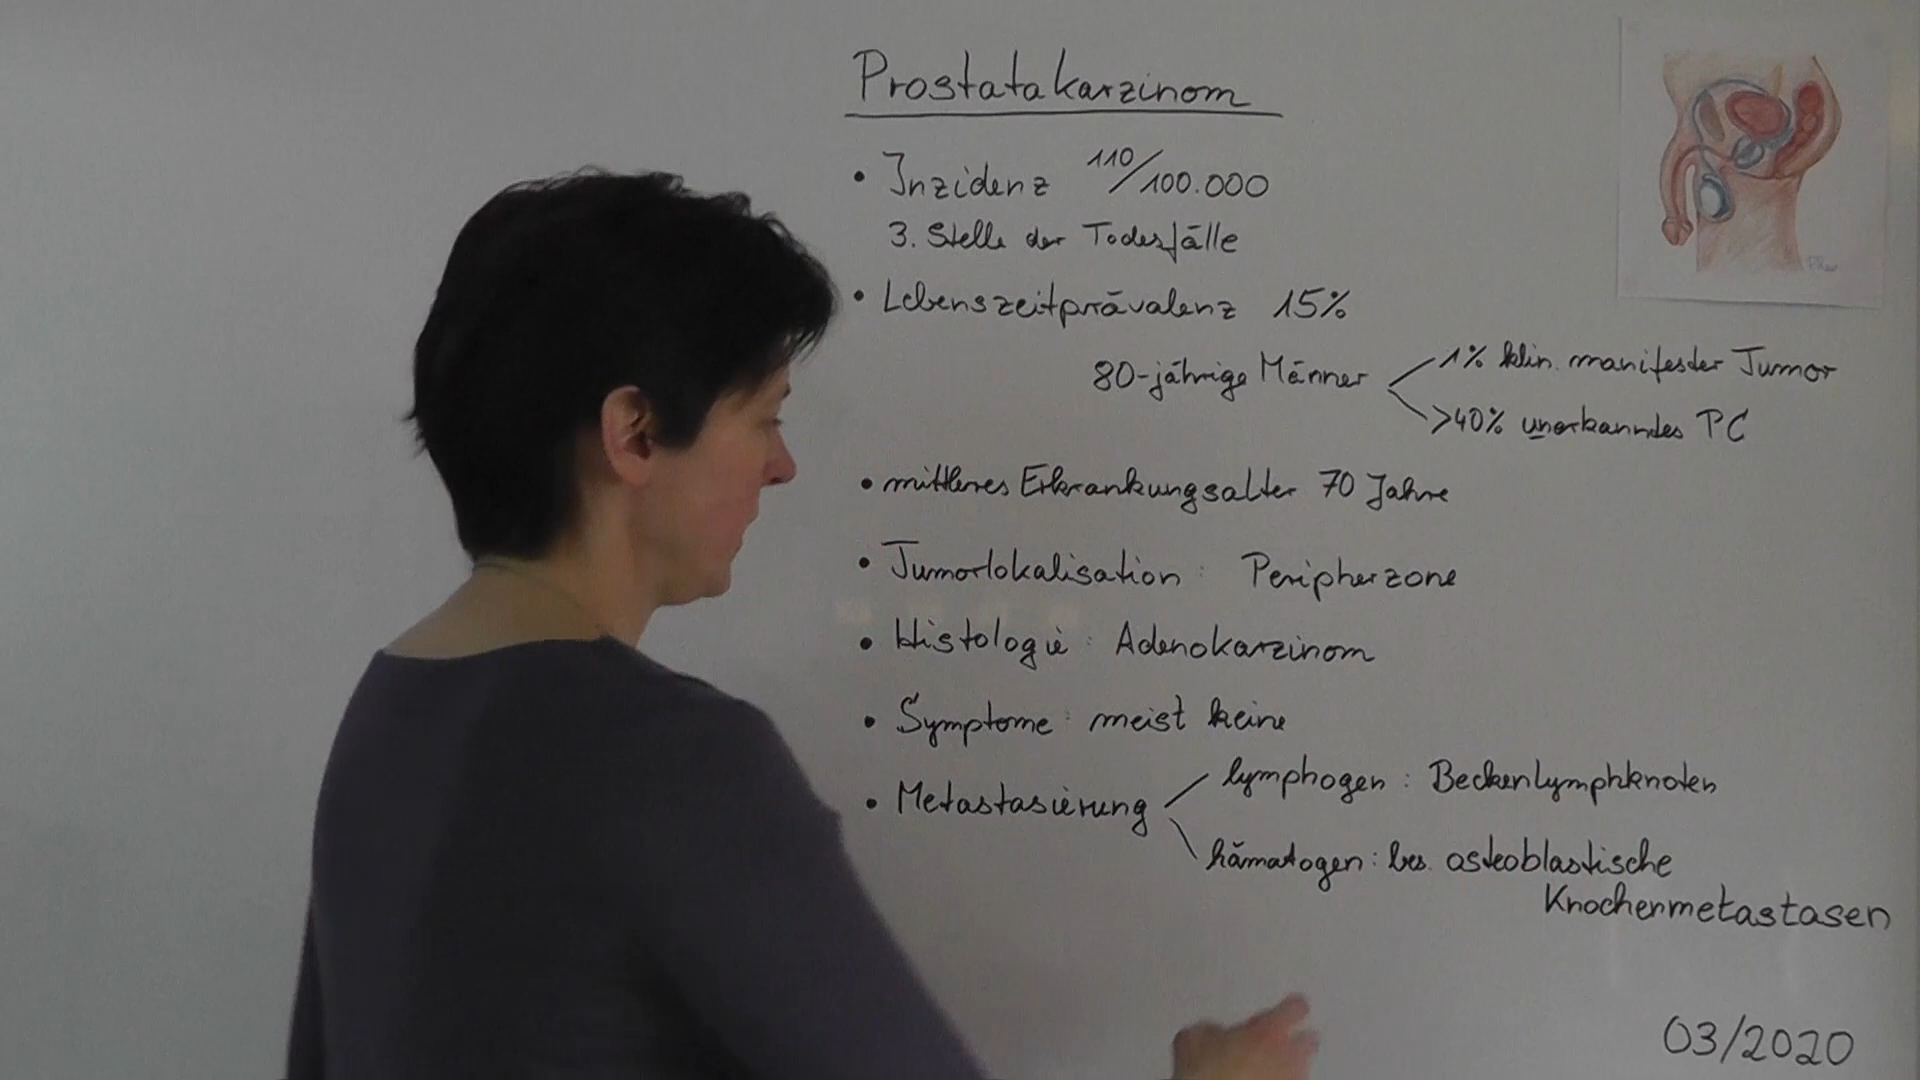 Prostatakarzinom
• Inzidenz 110/100.000
3. Stelle der Todesfälle
• Lebenszeitprävalenz 15%
80-jährige Männer
1% klin. manifester Tumor
>40% unerkanntes PC
• mittleres Erkrankungsalter 70 Jahre
• Tumorlokalisation: Peripherzone
• Histologie: Adenokarzinom
• Symptome: meist keine
• Metastasierung
lymphogen: Beckenlymphknoten
hämatogen: bes. osteoblastische
Knochenmetastasen
03/2020